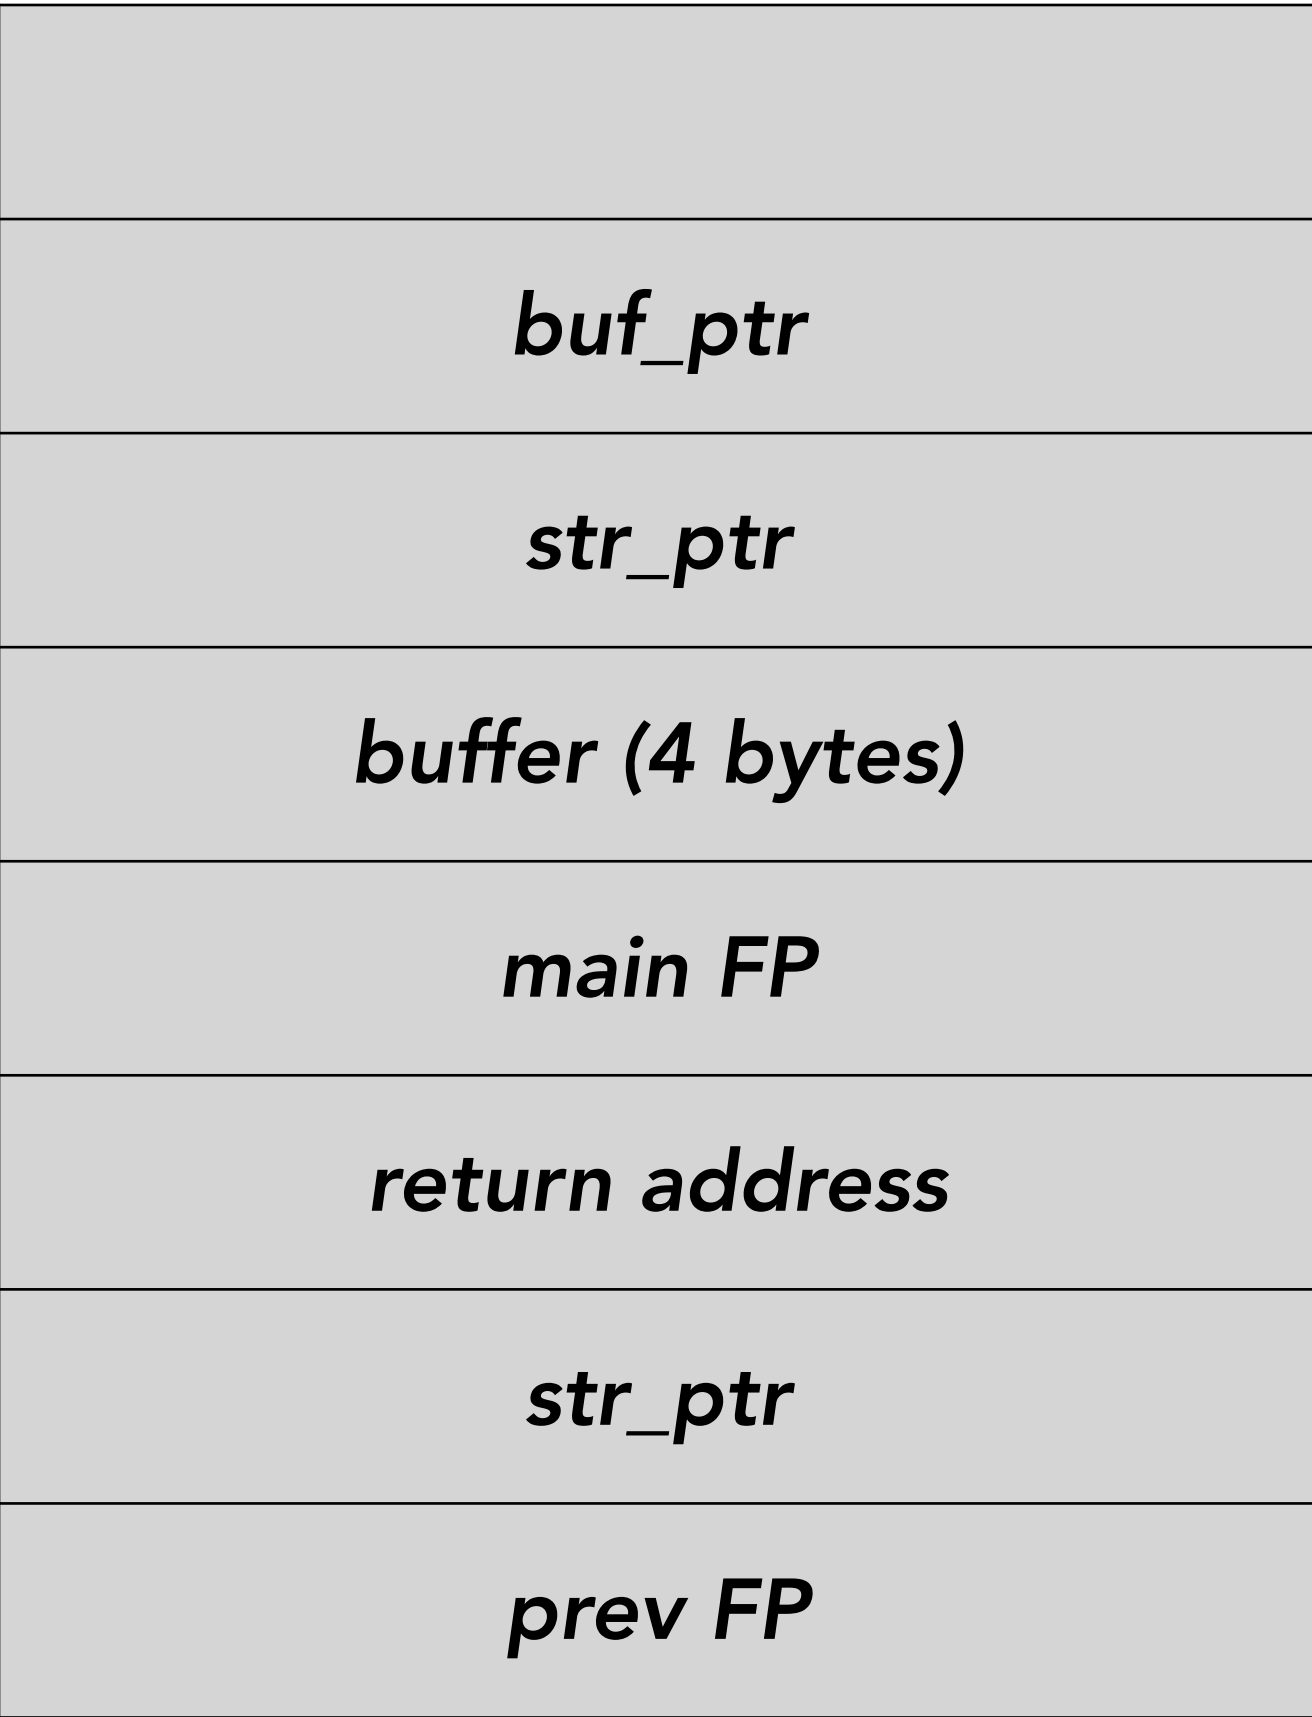 buf_ptr
str_ptr
buffer (4 bytes)
main FP
return address
str_ptr
prev FP